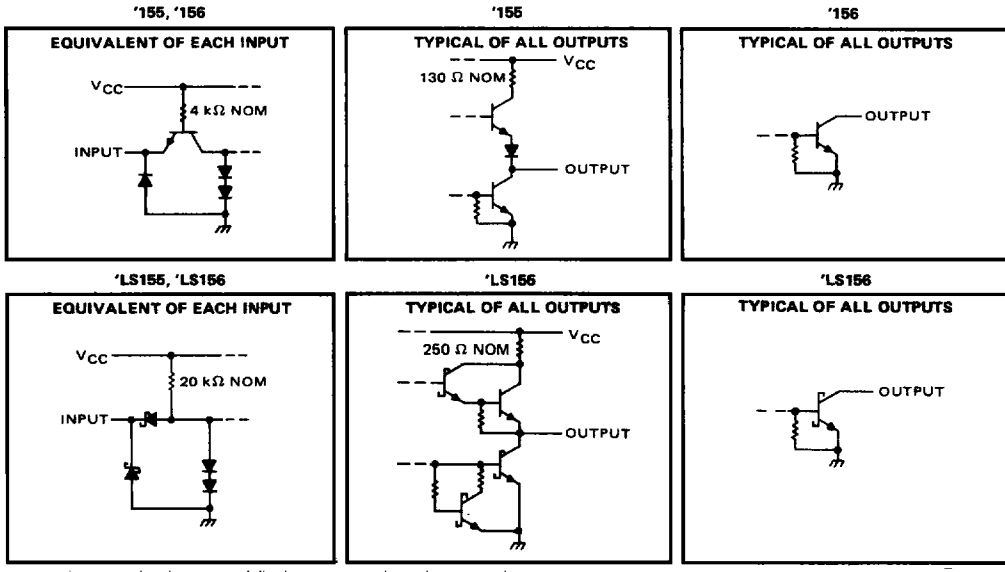 '155, '156
EQUIVALENT OF EACH INPUT
VCC
4 kΩ NOM
INPUT
'155
TYPICAL OF ALL OUTPUTS
VCC
130 Ω NOM
OUTPUT
'156
TYPICAL OF ALL OUTPUTS
OUTPUT
'LS155, 'LS156
EQUIVALENT OF EACH INPUT
VCC
20 kΩ NOM
INPUT
'LS156
TYPICAL OF ALL OUTPUTS
VCC
250 Ω NOM
OUTPUT
'LS156
TYPICAL OF ALL OUTPUTS
OUTPUT